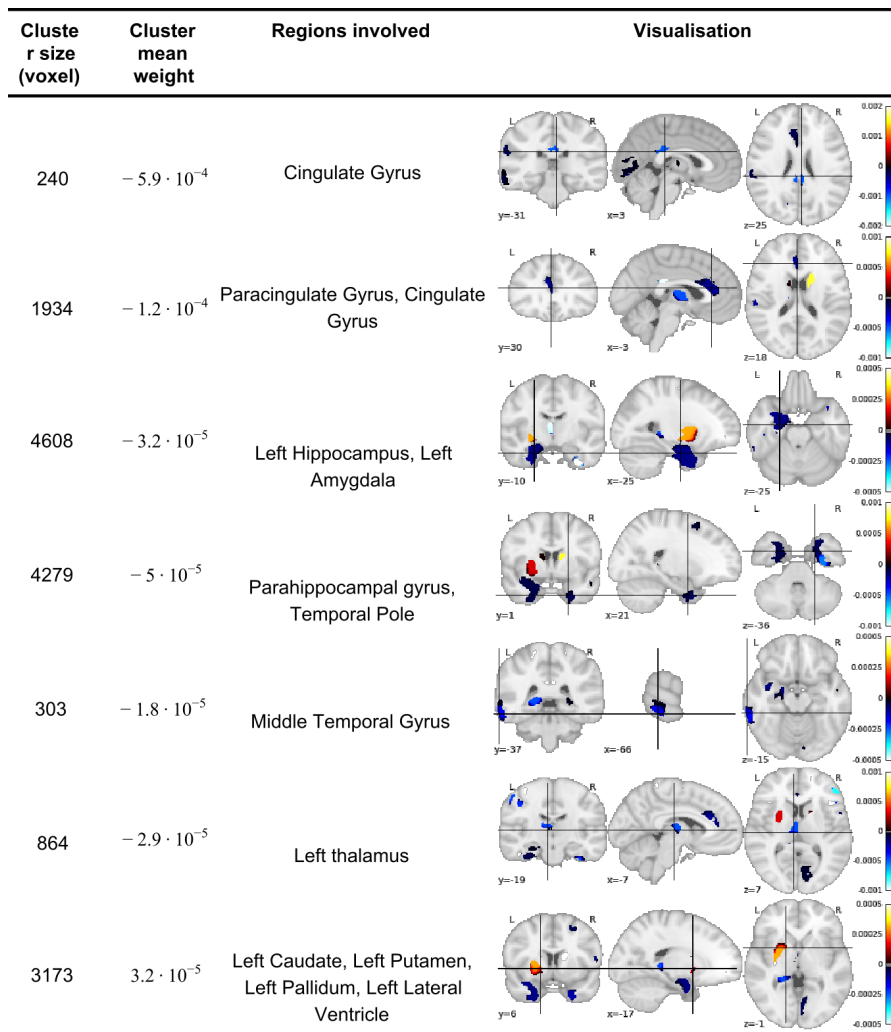 Cluste
r size
(voxel)
Cluster
mean
weight
Regions involved
Visualisation
240
−5.9 · 10⁻⁴
Cingulate Gyrus
L R
y=-31 x=3 z=25
0.002
0.001
0
-0.001
-0.002
1934
−1.2 · 10⁻⁴
Paracingulate Gyrus, Cingulate
Gyrus
L R
y=30 x=-3 z=18
0.001
0.0005
0
-0.0005
-0.001
4608
−3.2 · 10⁻⁵
Left Hippocampus, Left
Amygdala
L R
y=-10 x=-25 z=-25
0.0005
0.00025
0
-0.00025
-0.0005
4279
−5 · 10⁻⁵
Parahippocampal gyrus,
Temporal Pole
L R
y=1 x=21 z=-36
0.001
0.0005
0
-0.0005
-0.001
303
−1.8 · 10⁻⁵
Middle Temporal Gyrus
L R
y=-37 x=-66 z=-15
0.0005
0.00025
0
-0.00025
-0.0005
864
−2.9 · 10⁻⁵
Left thalamus
L R
y=-19 x=-7 z=7
0.001
0.0005
0
-0.0005
-0.001
3173
3.2 · 10⁻⁵
Left Caudate, Left Putamen,
Left Pallidum, Left Lateral
Ventricle
L R
y=6 x=-17 z=-1
0.0005
0.00025
0
-0.00025
-0.0005